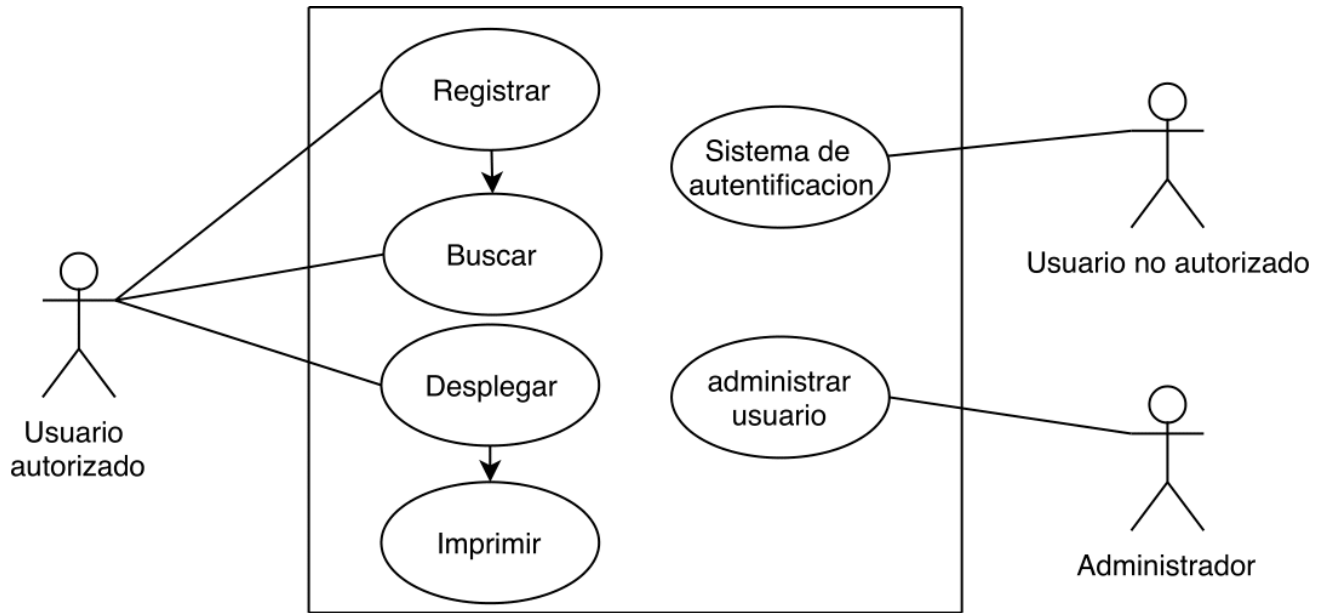 Registrar
Sistema de
autentificacion
Buscar
Usuario no autorizado
Desplegar
administrar
usuario
Usuario
autorizado
Imprimir
Administrador